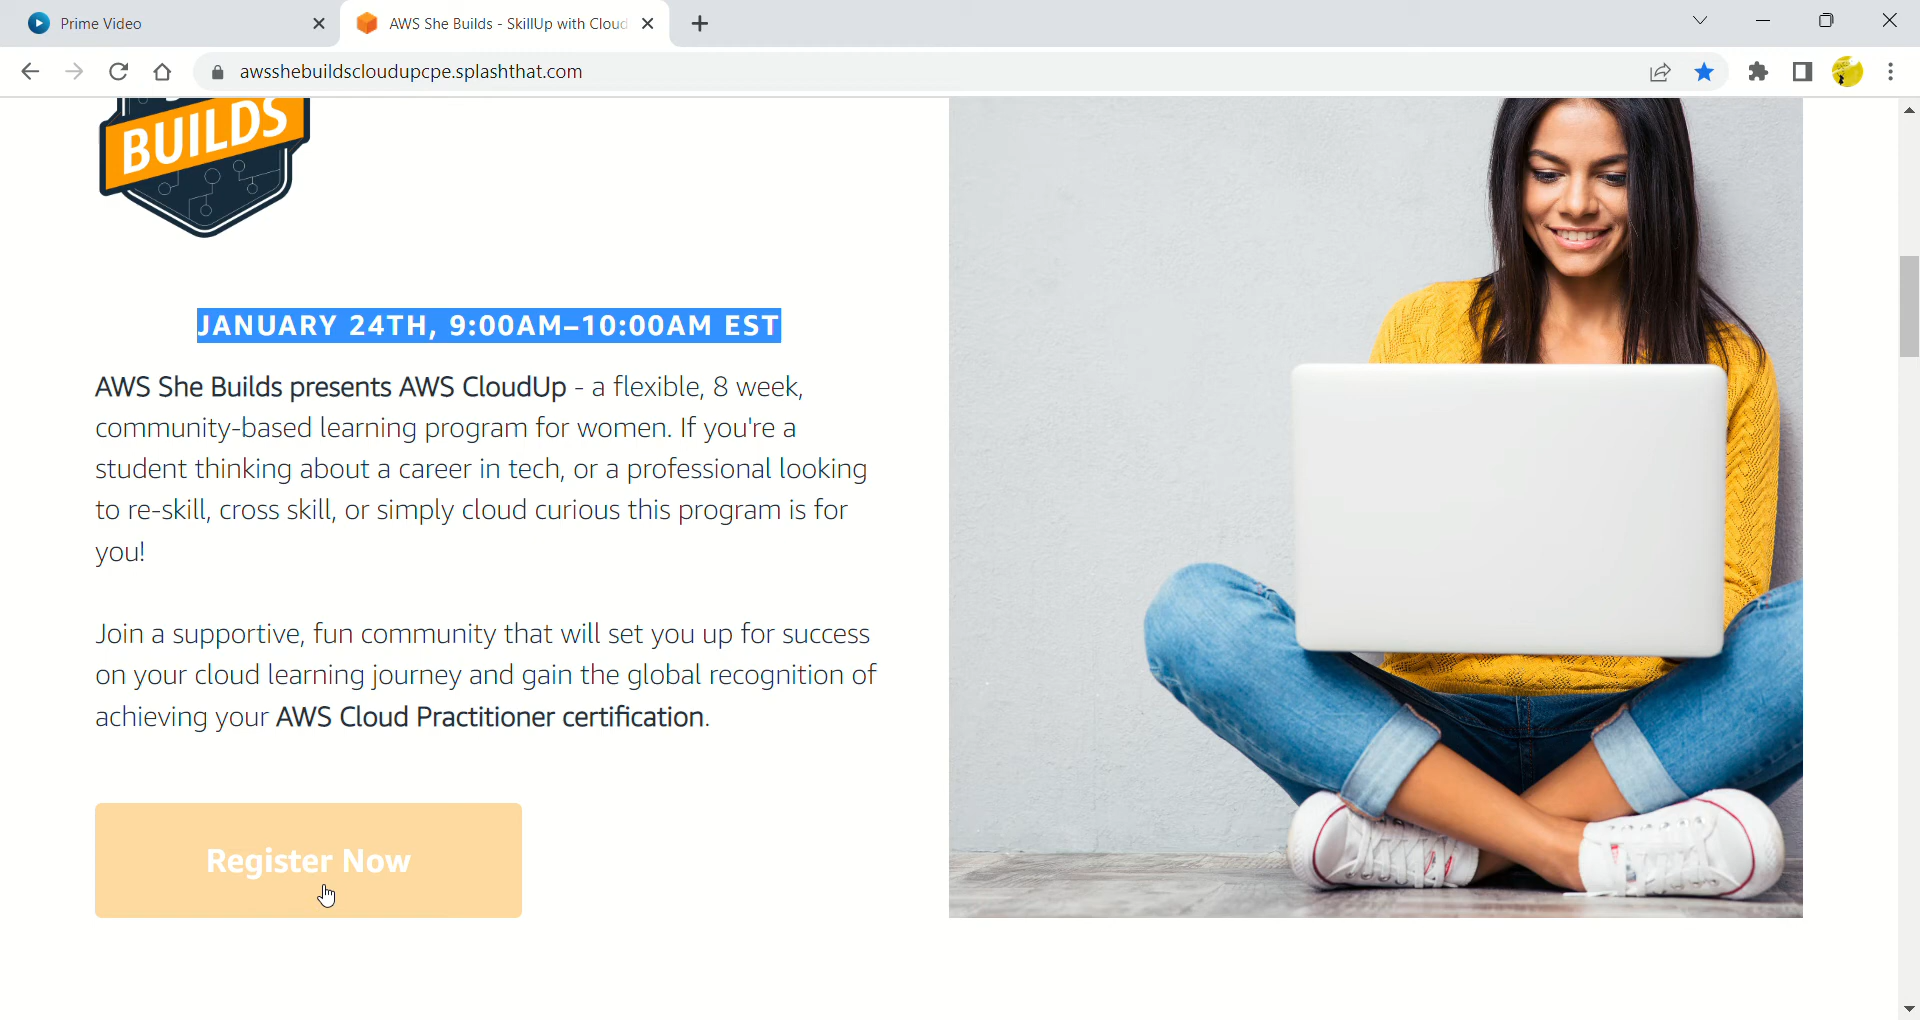 Prime Video
AWS She Builds - SkillUp with Cloud
awsshebuildscloudupcpe.splashthat.com
BUILDS
JANUARY 24TH, 9:00AM–10:00AM EST
AWS She Builds presents AWS CloudUp - a flexible, 8 week,
community-based learning program for women. If you're a
student thinking about a career in tech, or a professional looking
to re-skill, cross skill, or simply cloud curious this program is for
you!
Join a supportive, fun community that will set you up for success
on your cloud learning journey and gain the global recognition of
achieving your AWS Cloud Practitioner certification.
Register Now